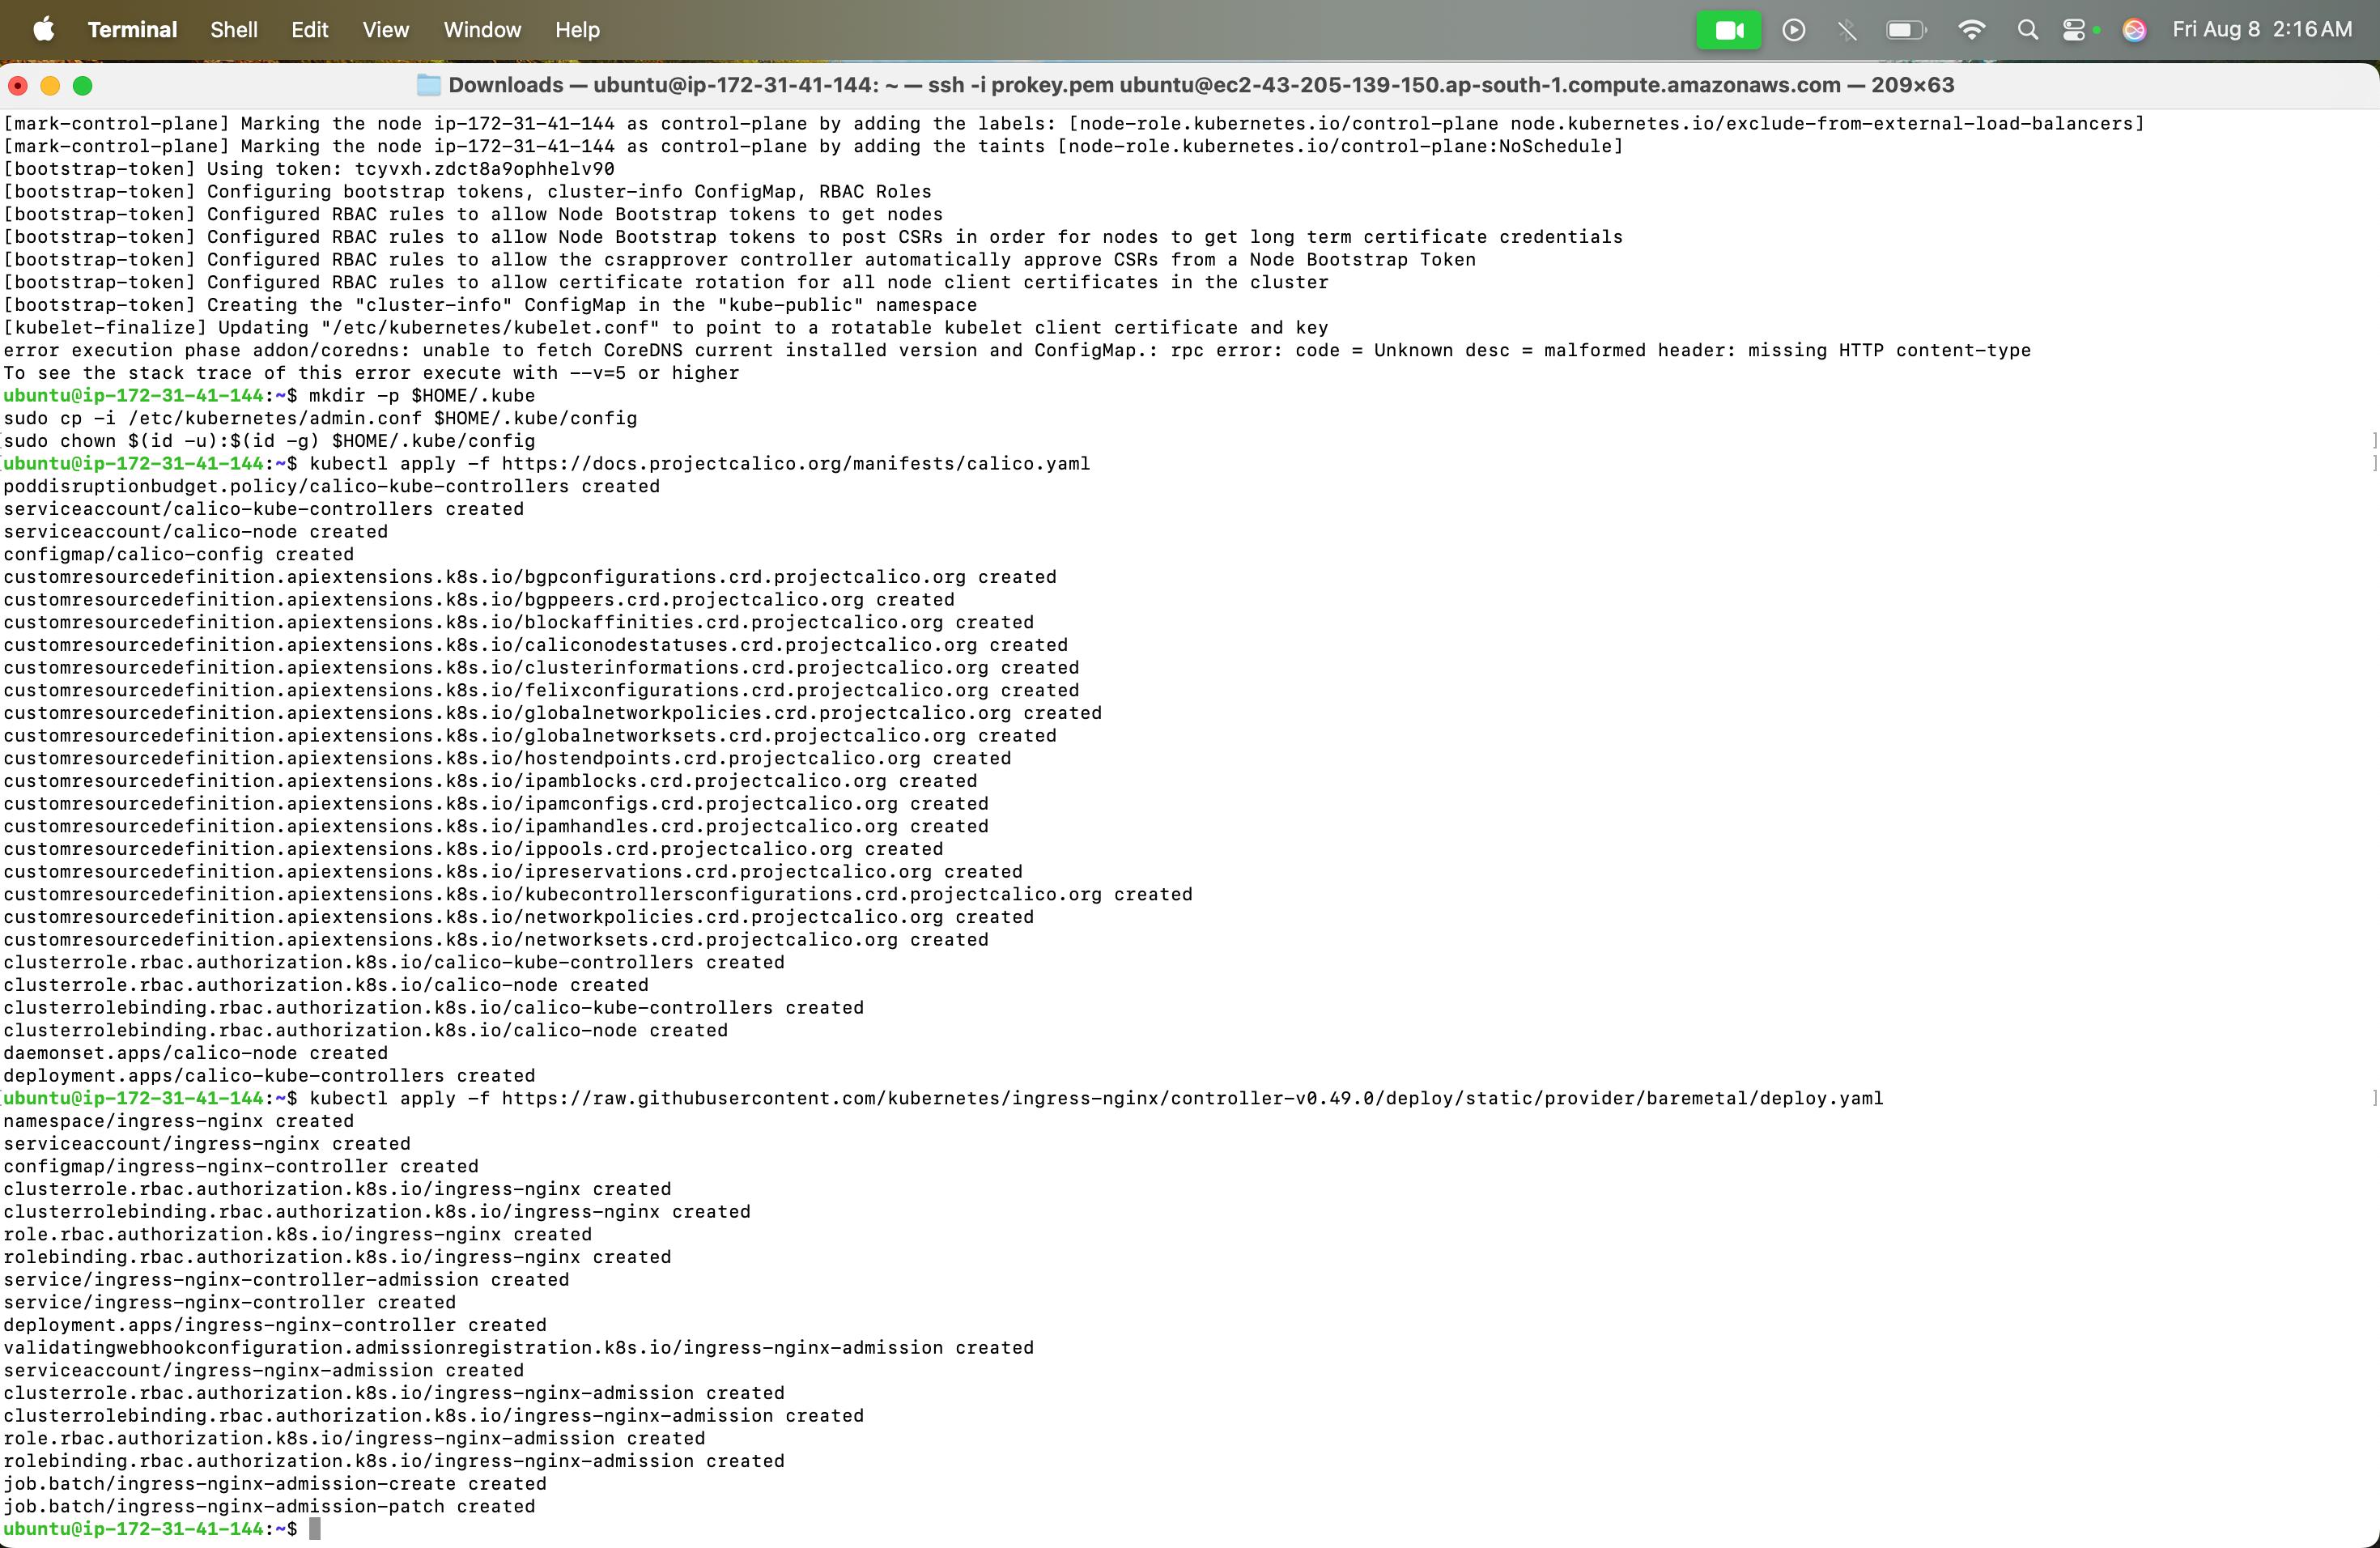 Terminal Shell Edit View Window Help Fri Aug 8 2:16 AM
Downloads — ubuntu@ip-172-31-41-144: ~ — ssh -i prokey.pem ubuntu@ec2-43-205-139-150.ap-south-1.compute.amazonaws.com — 209×63
[mark-control-plane] Marking the node ip-172-31-41-144 as control-plane by adding the labels: [node-role.kubernetes.io/control-plane node.kubernetes.io/exclude-from-external-load-balancers]
[mark-control-plane] Marking the node ip-172-31-41-144 as control-plane by adding the taints [node-role.kubernetes.io/control-plane:NoSchedule]
[bootstrap-token] Using token: tcyvxh.zdct8a9ophhelv90
[bootstrap-token] Configuring bootstrap tokens, cluster-info ConfigMap, RBAC Roles
[bootstrap-token] Configured RBAC rules to allow Node Bootstrap tokens to get nodes
[bootstrap-token] Configured RBAC rules to allow Node Bootstrap tokens to post CSRs in order for nodes to get long term certificate credentials
[bootstrap-token] Configured RBAC rules to allow the csrapprover controller automatically approve CSRs from a Node Bootstrap Token
[bootstrap-token] Configured RBAC rules to allow certificate rotation for all node client certificates in the cluster
[bootstrap-token] Creating the "cluster-info" ConfigMap in the "kube-public" namespace
[kubelet-finalize] Updating "/etc/kubernetes/kubelet.conf" to point to a rotatable kubelet client certificate and key
error execution phase addon/coredns: unable to fetch CoreDNS current installed version and ConfigMap.: rpc error: code = Unknown desc = malformed header: missing HTTP content-type
To see the stack trace of this error execute with --v=5 or higher
ubuntu@ip-172-31-41-144:~$ mkdir -p $HOME/.kube
sudo cp -i /etc/kubernetes/admin.conf $HOME/.kube/config
[sudo chown $(id -u):$(id -g) $HOME/.kube/config ]
[ubuntu@ip-172-31-41-144:~$ kubectl apply -f https://docs.projectcalico.org/manifests/calico.yaml ]
poddisruptionbudget.policy/calico-kube-controllers created
serviceaccount/calico-kube-controllers created
serviceaccount/calico-node created
configmap/calico-config created
customresourcedefinition.apiextensions.k8s.io/bgpconfigurations.crd.projectcalico.org created
customresourcedefinition.apiextensions.k8s.io/bgppeers.crd.projectcalico.org created
customresourcedefinition.apiextensions.k8s.io/blockaffinities.crd.projectcalico.org created
customresourcedefinition.apiextensions.k8s.io/caliconodestatuses.crd.projectcalico.org created
customresourcedefinition.apiextensions.k8s.io/clusterinformations.crd.projectcalico.org created
customresourcedefinition.apiextensions.k8s.io/felixconfigurations.crd.projectcalico.org created
customresourcedefinition.apiextensions.k8s.io/globalnetworkpolicies.crd.projectcalico.org created
customresourcedefinition.apiextensions.k8s.io/globalnetworksets.crd.projectcalico.org created
customresourcedefinition.apiextensions.k8s.io/hostendpoints.crd.projectcalico.org created
customresourcedefinition.apiextensions.k8s.io/ipamblocks.crd.projectcalico.org created
customresourcedefinition.apiextensions.k8s.io/ipamconfigs.crd.projectcalico.org created
customresourcedefinition.apiextensions.k8s.io/ipamhandles.crd.projectcalico.org created
customresourcedefinition.apiextensions.k8s.io/ippools.crd.projectcalico.org created
customresourcedefinition.apiextensions.k8s.io/ipreservations.crd.projectcalico.org created
customresourcedefinition.apiextensions.k8s.io/kubecontrollersconfigurations.crd.projectcalico.org created
customresourcedefinition.apiextensions.k8s.io/networkpolicies.crd.projectcalico.org created
customresourcedefinition.apiextensions.k8s.io/networksets.crd.projectcalico.org created
clusterrole.rbac.authorization.k8s.io/calico-kube-controllers created
clusterrole.rbac.authorization.k8s.io/calico-node created
clusterrolebinding.rbac.authorization.k8s.io/calico-kube-controllers created
clusterrolebinding.rbac.authorization.k8s.io/calico-node created
daemonset.apps/calico-node created
deployment.apps/calico-kube-controllers created
[ubuntu@ip-172-31-41-144:~$ kubectl apply -f https://raw.githubusercontent.com/kubernetes/ingress-nginx/controller-v0.49.0/deploy/static/provider/baremetal/deploy.yaml ]
namespace/ingress-nginx created
serviceaccount/ingress-nginx created
configmap/ingress-nginx-controller created
clusterrole.rbac.authorization.k8s.io/ingress-nginx created
clusterrolebinding.rbac.authorization.k8s.io/ingress-nginx created
role.rbac.authorization.k8s.io/ingress-nginx created
rolebinding.rbac.authorization.k8s.io/ingress-nginx created
service/ingress-nginx-controller-admission created
service/ingress-nginx-controller created
deployment.apps/ingress-nginx-controller created
validatingwebhookconfiguration.admissionregistration.k8s.io/ingress-nginx-admission created
serviceaccount/ingress-nginx-admission created
clusterrole.rbac.authorization.k8s.io/ingress-nginx-admission created
clusterrolebinding.rbac.authorization.k8s.io/ingress-nginx-admission created
role.rbac.authorization.k8s.io/ingress-nginx-admission created
rolebinding.rbac.authorization.k8s.io/ingress-nginx-admission created
job.batch/ingress-nginx-admission-create created
job.batch/ingress-nginx-admission-patch created
ubuntu@ip-172-31-41-144:~$